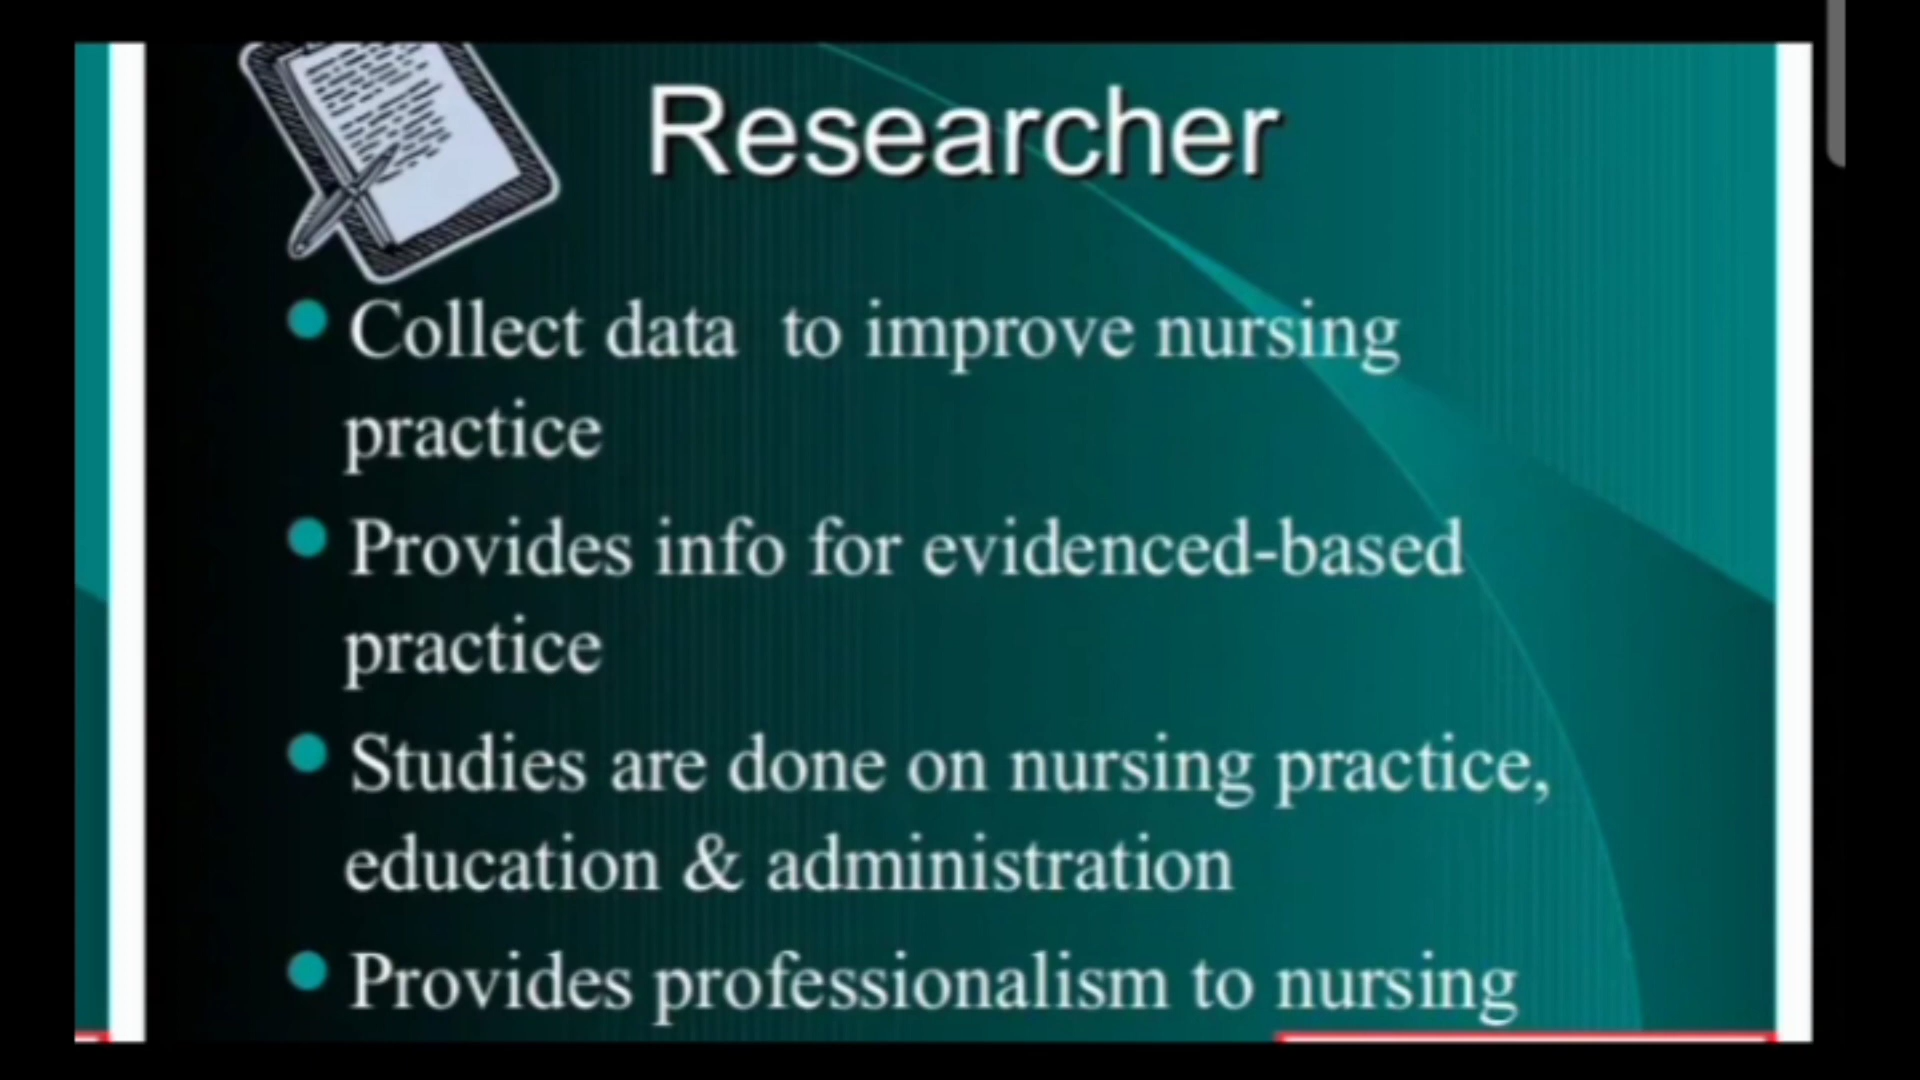 Researcher
Collect data to improve nursing
practice
Provides info for evidenced-based
practice
Studies are done on nursing practice,
education & administration
Provides professionalism to nursing